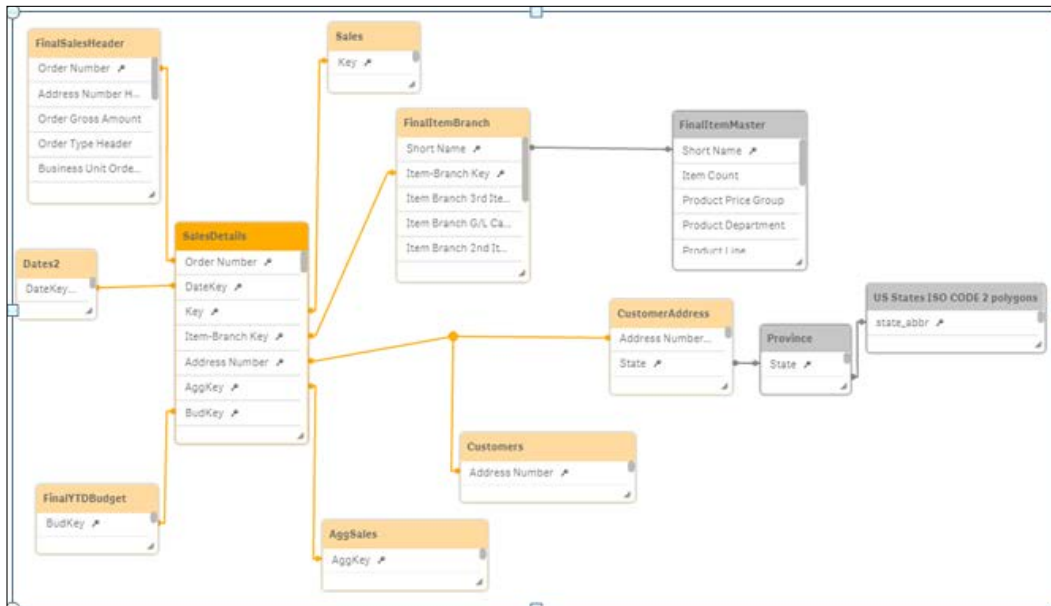 FinalSalesHeader
Order Number
Address Number H...
Order Gross Amount
Order Type Header
Business Unit Orde...
Sales
Key
FinalItemBranch
Short Name
Item-Branch Key
Item Branch 3rd Ite...
Item Branch G/L Ca...
Item Branch 2nd It...
FinalItemMaster
Short Name
Item Count
Product Price Group
Product Department
Product Line
SalesDetails
Order Number
DateKey
Key
Item-Branch Key
Address Number
AggKey
BudKey
Dates2
DateKey...
CustomerAddress
Address Number...
State
Province
State
US States ISO CODE 2 polygons
state_abbr
Customers
Address Number
FinalYTDBudget
BudKey
AggSales
AggKey